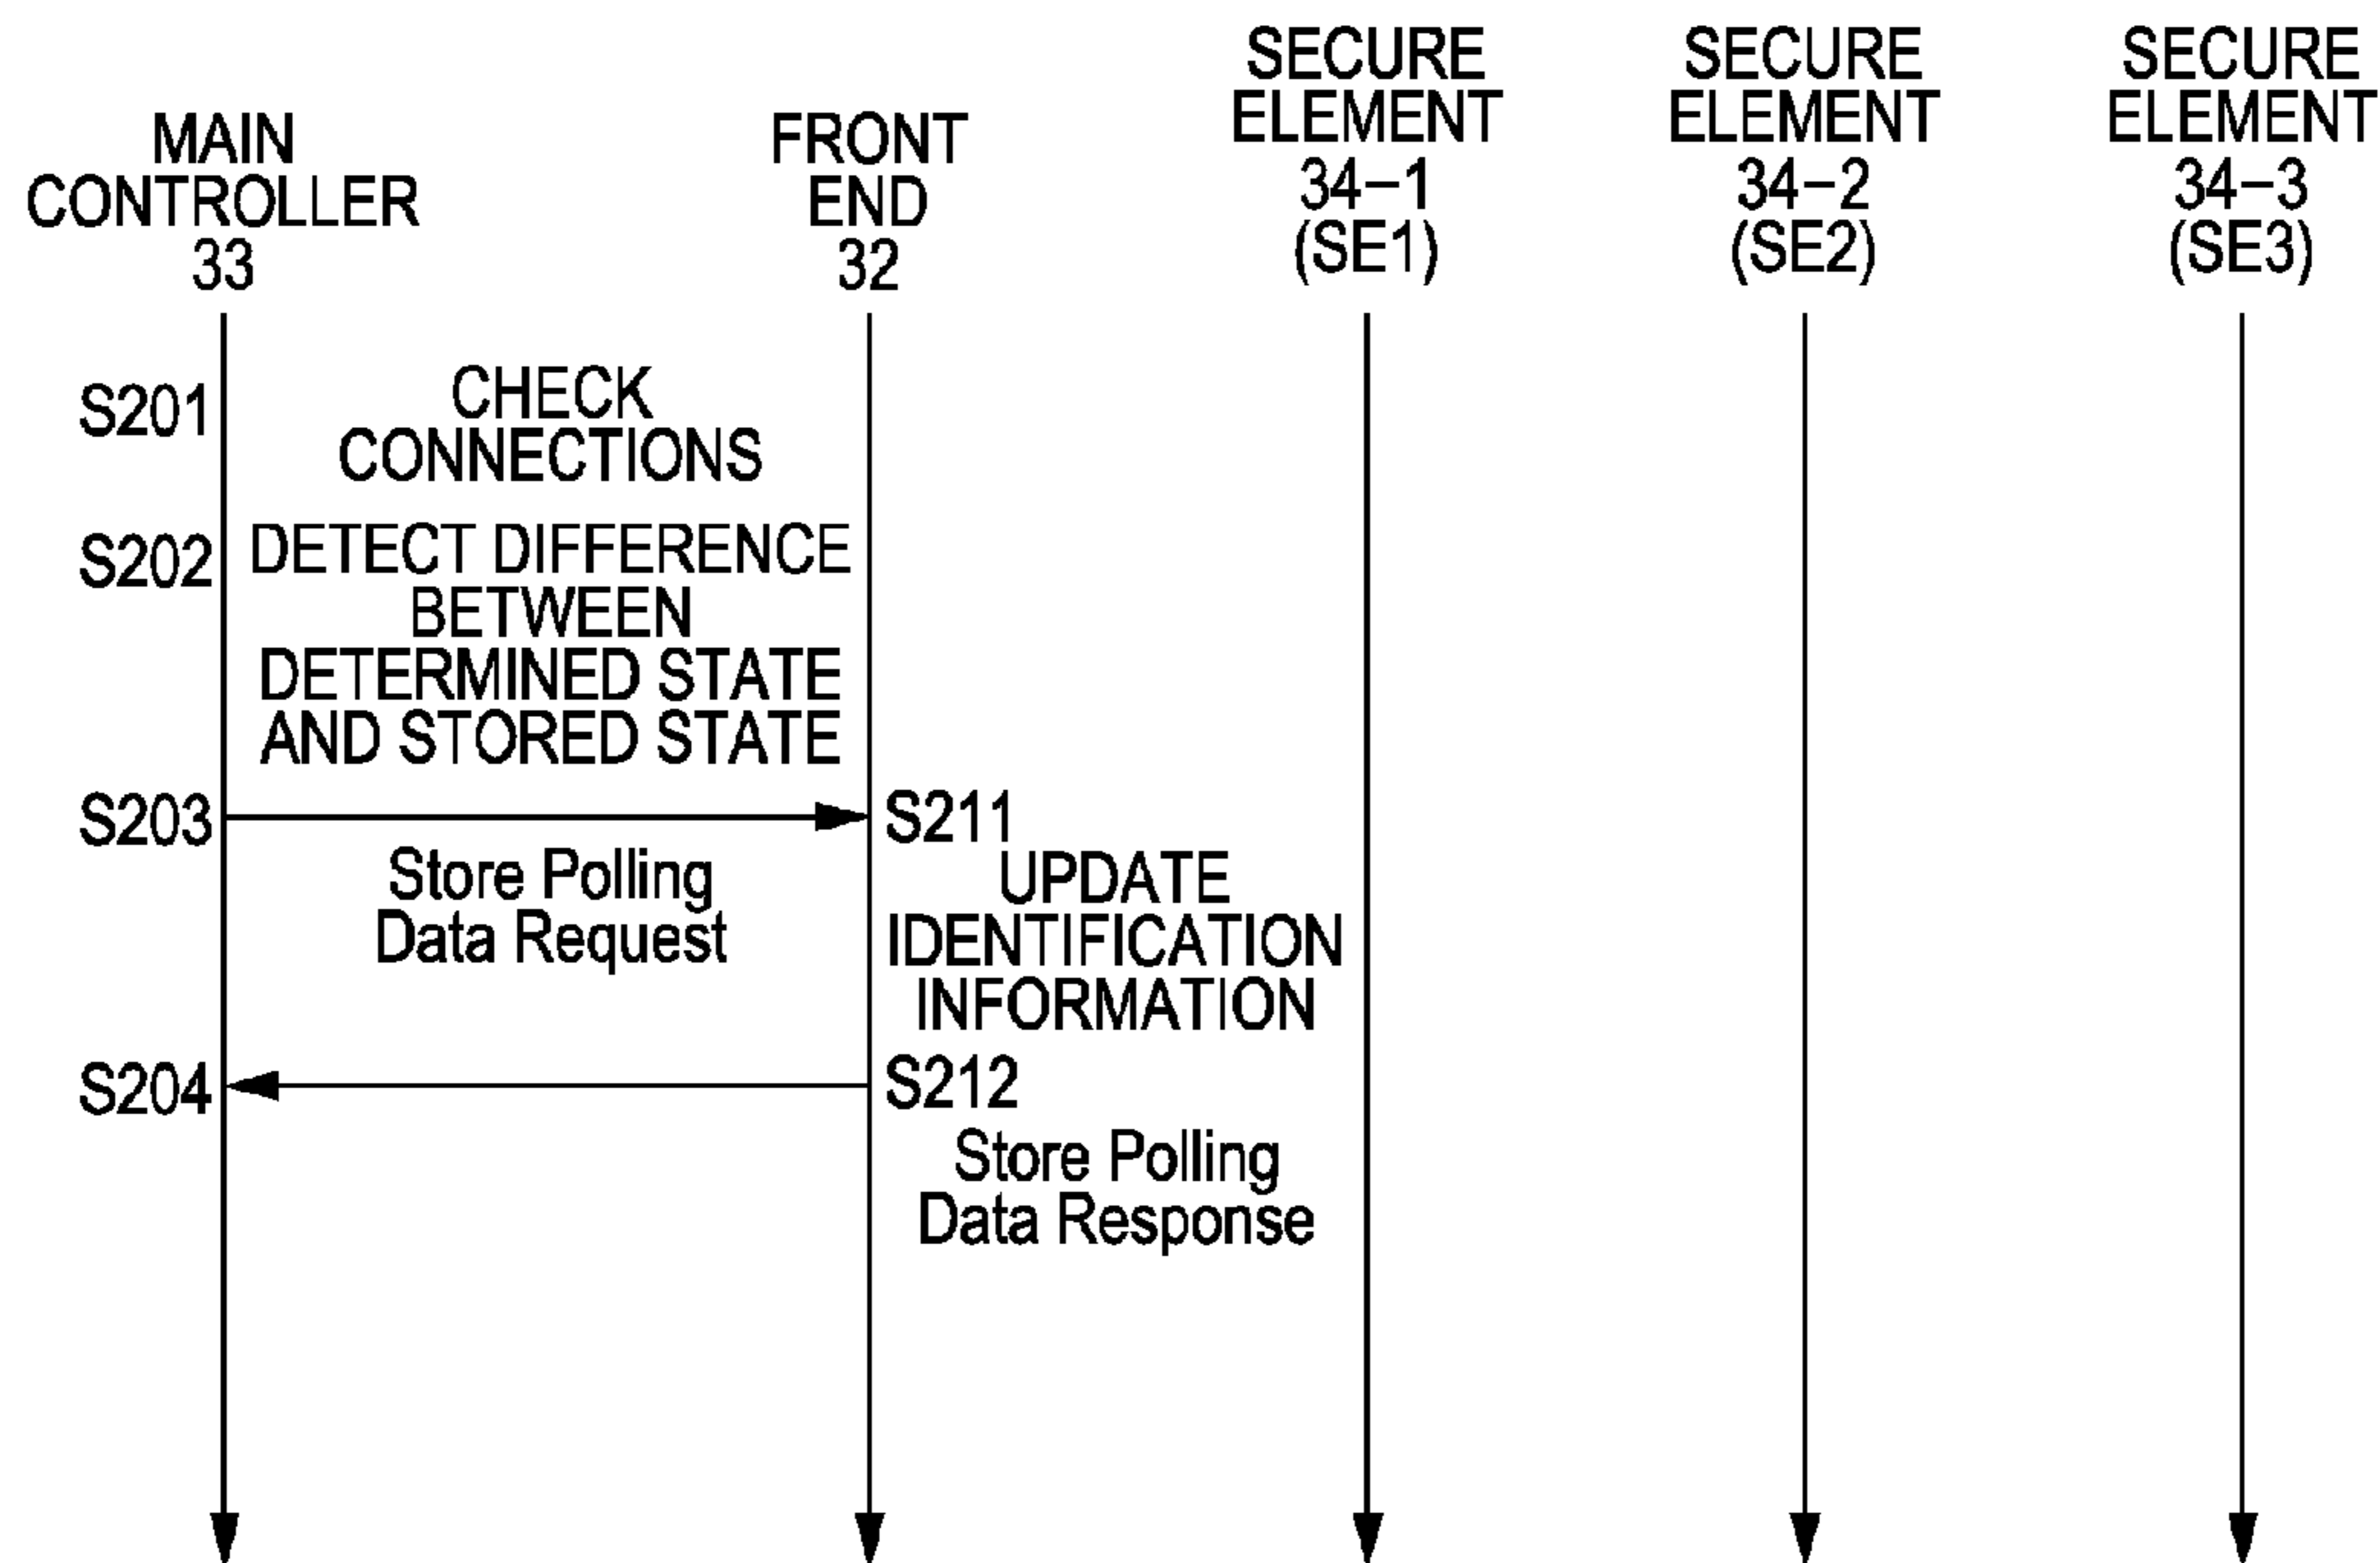 MAIN
CONTROLLER
33
FRONT
END
32
SECURE
ELEMENT
34-1
(SE1)
SECURE
ELEMENT
34-2
(SE2)
SECURE
ELEMENT
34-3
(SE3)
S201
CHECK
CONNECTIONS
S202
DETECT DIFFERENCE
BETWEEN
DETERMINED STATE
AND STORED STATE
S203
Store Polling
Data Request
S211
UPDATE
IDENTIFICATION
INFORMATION
S204
S212
Store Polling
Data Response